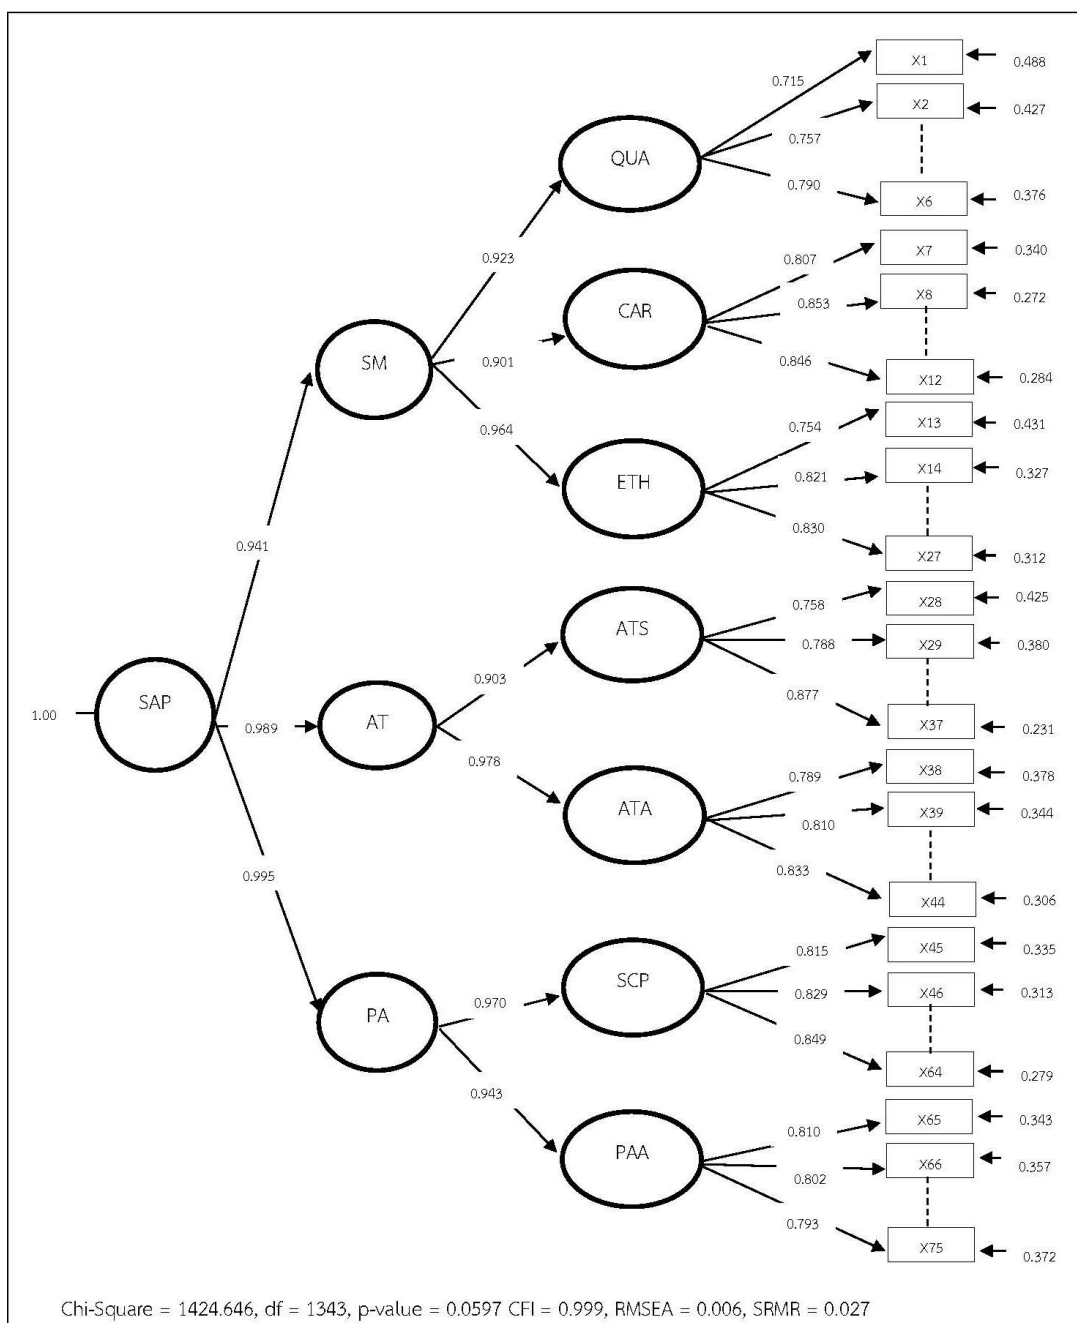 X1
0.488
0.715
X2
0.427
0.757
QUA
0.790
X6
0.376
0.923
X7
0.340
0.807
X8
0.272
0.853
CAR
SM
0.901
0.846
X12
0.284
0.964
0.754
X13
0.431
X14
0.327
0.821
ETH
0.830
X27
0.312
0.941
0.758
X28
0.425
ATS
0.788
X29
0.380
0.903
0.877
X37
0.231
SAP
1.00
0.989
AT
0.978
0.789
X38
0.378
X39
0.344
0.810
ATA
0.833
X44
0.306
0.995
0.815
X45
0.335
SCP
0.829
X46
0.313
PA
0.970
0.849
X64
0.279
0.943
0.810
X65
0.343
PAA
0.802
X66
0.357
0.793
X75
0.372
Chi-Square = 1424.646, df = 1343, p-value = 0.0597 CFI = 0.999, RMSEA = 0.006, SRMR = 0.027